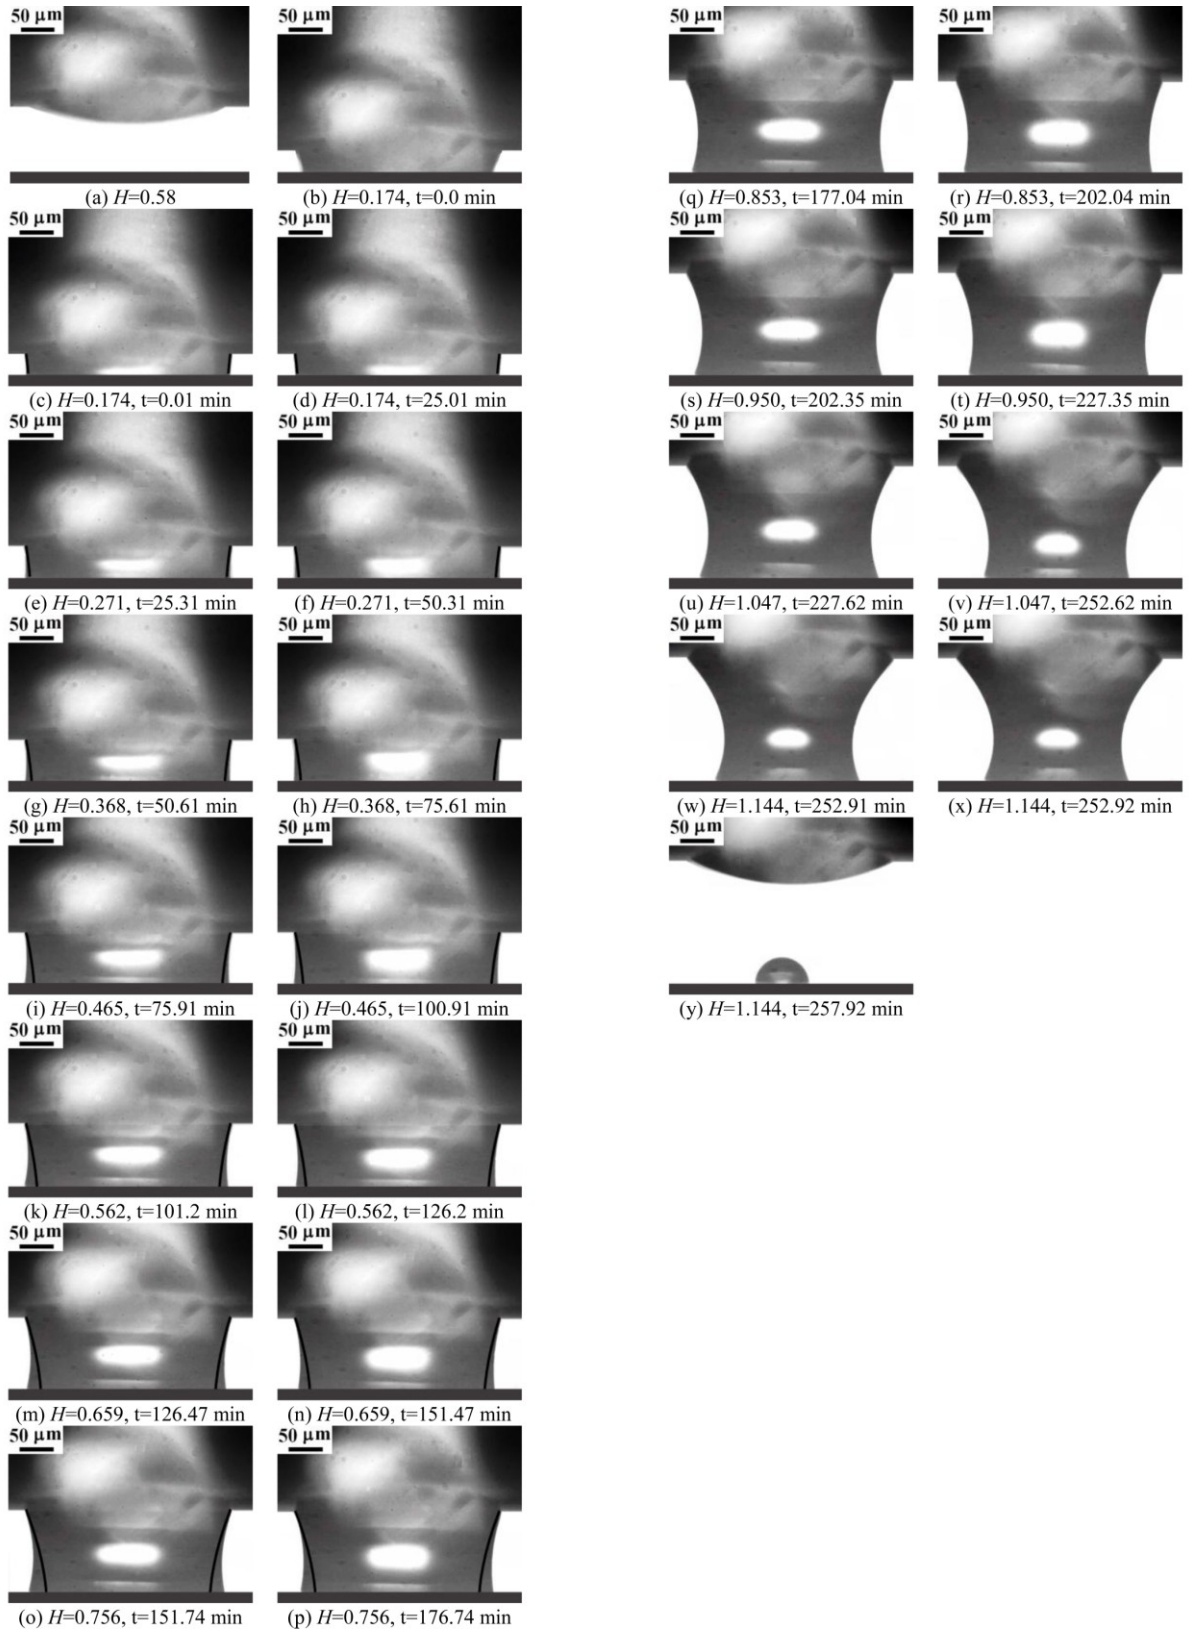 50 μm 50 μm
(a) H=0.58 (b) H=0.174, t=0.0 min
50 μm 50 μm
(c) H=0.174, t=0.01 min (d) H=0.174, t=25.01 min
50 μm 50 μm
(e) H=0.271, t=25.31 min (f) H=0.271, t=50.31 min
50 μm 50 μm
(g) H=0.368, t=50.61 min (h) H=0.368, t=75.61 min
50 μm 50 μm
(i) H=0.465, t=75.91 min (j) H=0.465, t=100.91 min
50 μm 50 μm
(k) H=0.562, t=101.2 min (l) H=0.562, t=126.2 min
50 μm 50 μm
(m) H=0.659, t=126.47 min (n) H=0.659, t=151.47 min
50 μm 50 μm
(o) H=0.756, t=151.74 min (p) H=0.756, t=176.74 min
50 μm 50 μm
(q) H=0.853, t=177.04 min (r) H=0.853, t=202.04 min
50 μm 50 μm
(s) H=0.950, t=202.35 min (t) H=0.950, t=227.35 min
50 μm 50 μm
(u) H=1.047, t=227.62 min (v) H=1.047, t=252.62 min
50 μm 50 μm
(w) H=1.144, t=252.91 min (x) H=1.144, t=252.92 min
50 μm
(y) H=1.144, t=257.92 min